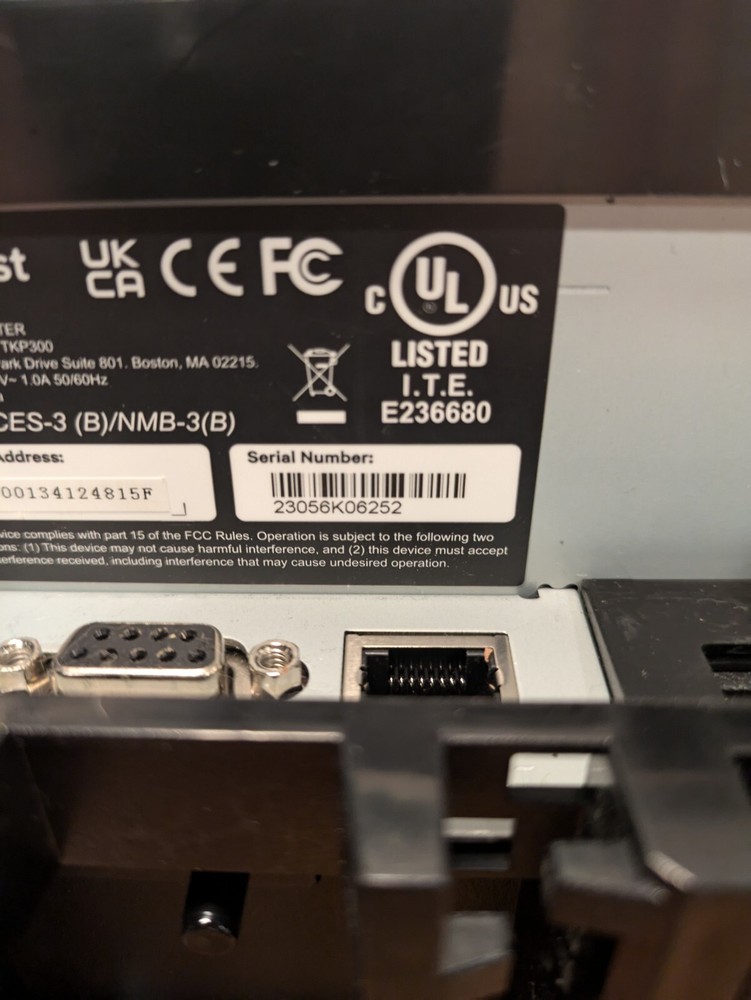 st UK CA CE FC C UL US
LISTED
I.T.E.
E236680
TER
TKP300
ark Drive Suite 801. Boston, MA 02215.
V~ 1.0A 50/60Hz
CES-3 (B)/NMB-3(B)
Address:
00134124815F
Serial Number:
23056K06252
vice complies with part 15 of the FCC Rules. Operation is subject to the following two
ons: (1) This device may not cause harmful interference, and (2) this device must accept
erference received, including interference that may cause undesired operation.